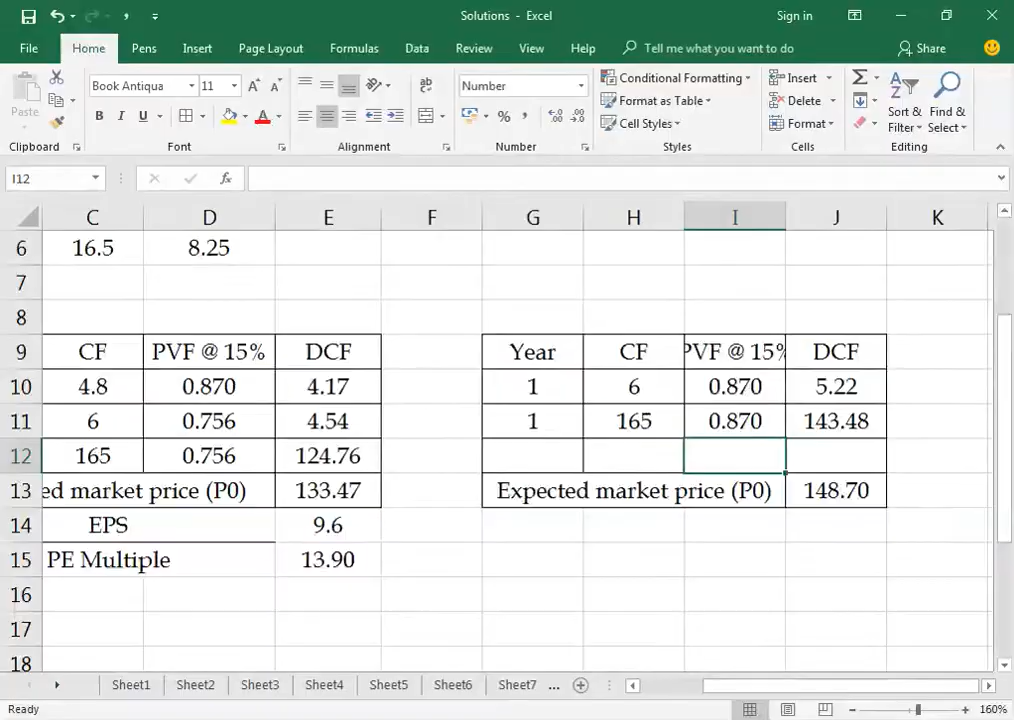 Solutions - Excel
Sign in
File Home Pens Insert Page Layout Formulas Data Review View Help Tell me what you want to do Share
Paste
Book Antiqua 11
Number
Conditional Formatting
Format as Table
Cell Styles
Insert
Delete
Format
Sort & Filter
Find & Select
Clipboard Font Alignment Number Styles Cells Editing
I12 fx
C D E F G H I J K
6 16.5 8.25
7
8
9 CF PVF @ 15% DCF Year CF PVF @ 15% DCF
10 4.8 0.870 4.17 1 6 0.870 5.22
11 6 0.756 4.54 1 165 0.870 143.48
12 165 0.756 124.76
13 ed market price (P0) 133.47 Expected market price (P0) 148.70
14 EPS 9.6
15 PE Multiple 13.90
16
17
18
Sheet1 Sheet2 Sheet3 Sheet4 Sheet5 Sheet6 Sheet7 ...
Ready 160%